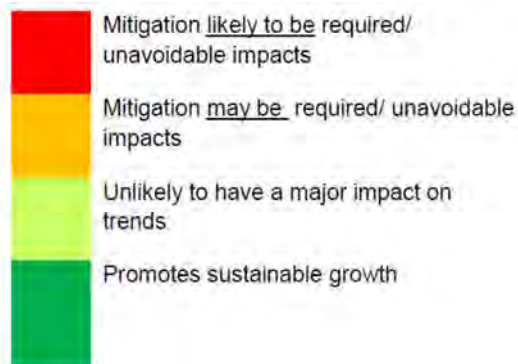 Mitigation likely to be required/
unavoidable impacts
Mitigation may be  required/ unavoidable
impacts
Unlikely to have a major impact on
trends
Promotes sustainable growth